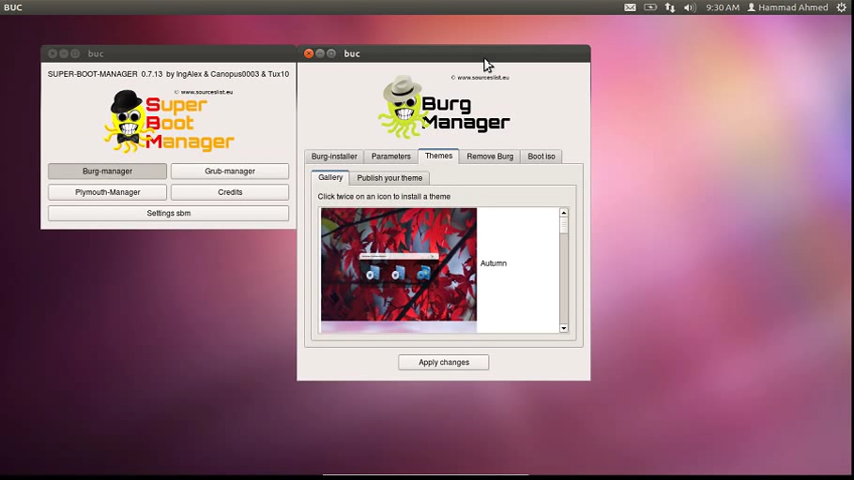 BUC
9:30 AM
Hammad Ahmed
buc
SUPER-BOOT-MANAGER 0.7.13 by IngAlex & Canopus0003 & Tux10
© www.sourceslist.eu
Super
Boot
Manager
Burg-manager
Grub-manager
Plymouth-Manager
Credits
Settings sbm
buc
© www.sourceslist.eu
Burg
Manager
Burg-installer
Parameters
Themes
Remove Burg
Boot iso
Gallery
Publish your theme
Click twice on an icon to install a theme
Autumn
Apply changes